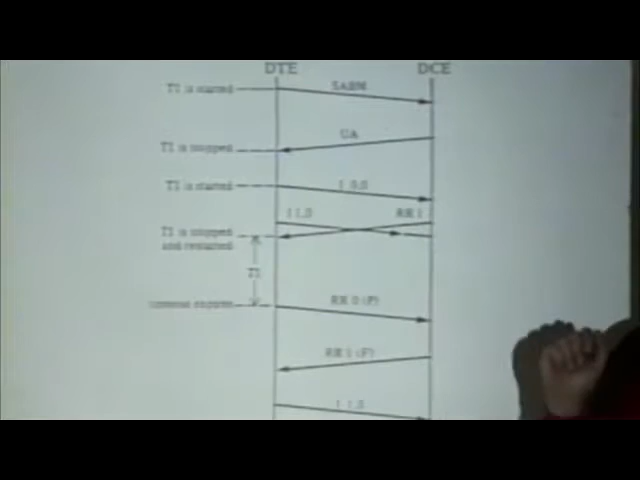 DTE DCE
T1 is started SABM
UA
T1 is stopped
T1 is started I 0,0
I 1,0 RR 1
T1 is stopped
and restarted
T1
RR 0 (P)
RR 1 (F)
I 1,0